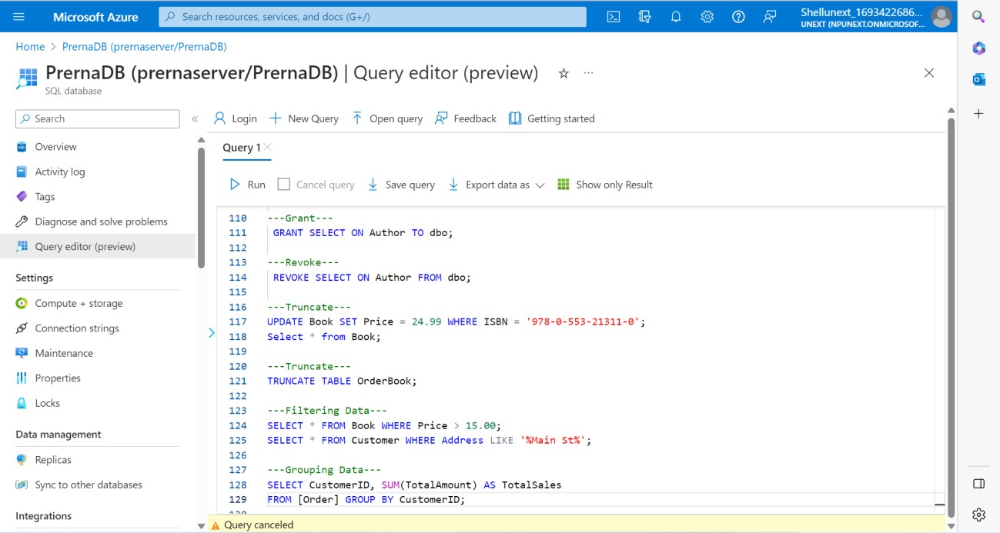 Microsoft Azure
Search resources, services, and docs (G+/)
Shellunext_1693422686...
UNEXT (NPUNEXT.ONMICROSOF...
Home > PrernaDB (prernaserver/PrernaDB)
PrernaDB (prernaserver/PrernaDB) | Query editor (preview)
SQL database
Search
Login
New Query
Open query
Feedback
Getting started
Overview
Activity log
Tags
Diagnose and solve problems
Query editor (preview)
Settings
Compute + storage
Connection strings
Maintenance
Properties
Locks
Data management
Replicas
Sync to other databases
Integrations
Query 1
Run
Cancel query
Save query
Export data as
Show only Result
110 ---Grant---
111 GRANT SELECT ON Author TO dbo;
112
113 ---Revoke---
114 REVOKE SELECT ON Author FROM dbo;
115
116 ---Truncate---
117 UPDATE Book SET Price = 24.99 WHERE ISBN = '978-0-553-21311-0';
118 Select * from Book;
119
120 ---Truncate---
121 TRUNCATE TABLE OrderBook;
122
123 ---Filtering Data---
124 SELECT * FROM Book WHERE Price > 15.00;
125 SELECT * FROM Customer WHERE Address LIKE '%Main St%';
126
127 ---Grouping Data---
128 SELECT CustomerID, SUM(TotalAmount) AS TotalSales
129 FROM [Order] GROUP BY CustomerID;
130
Query canceled